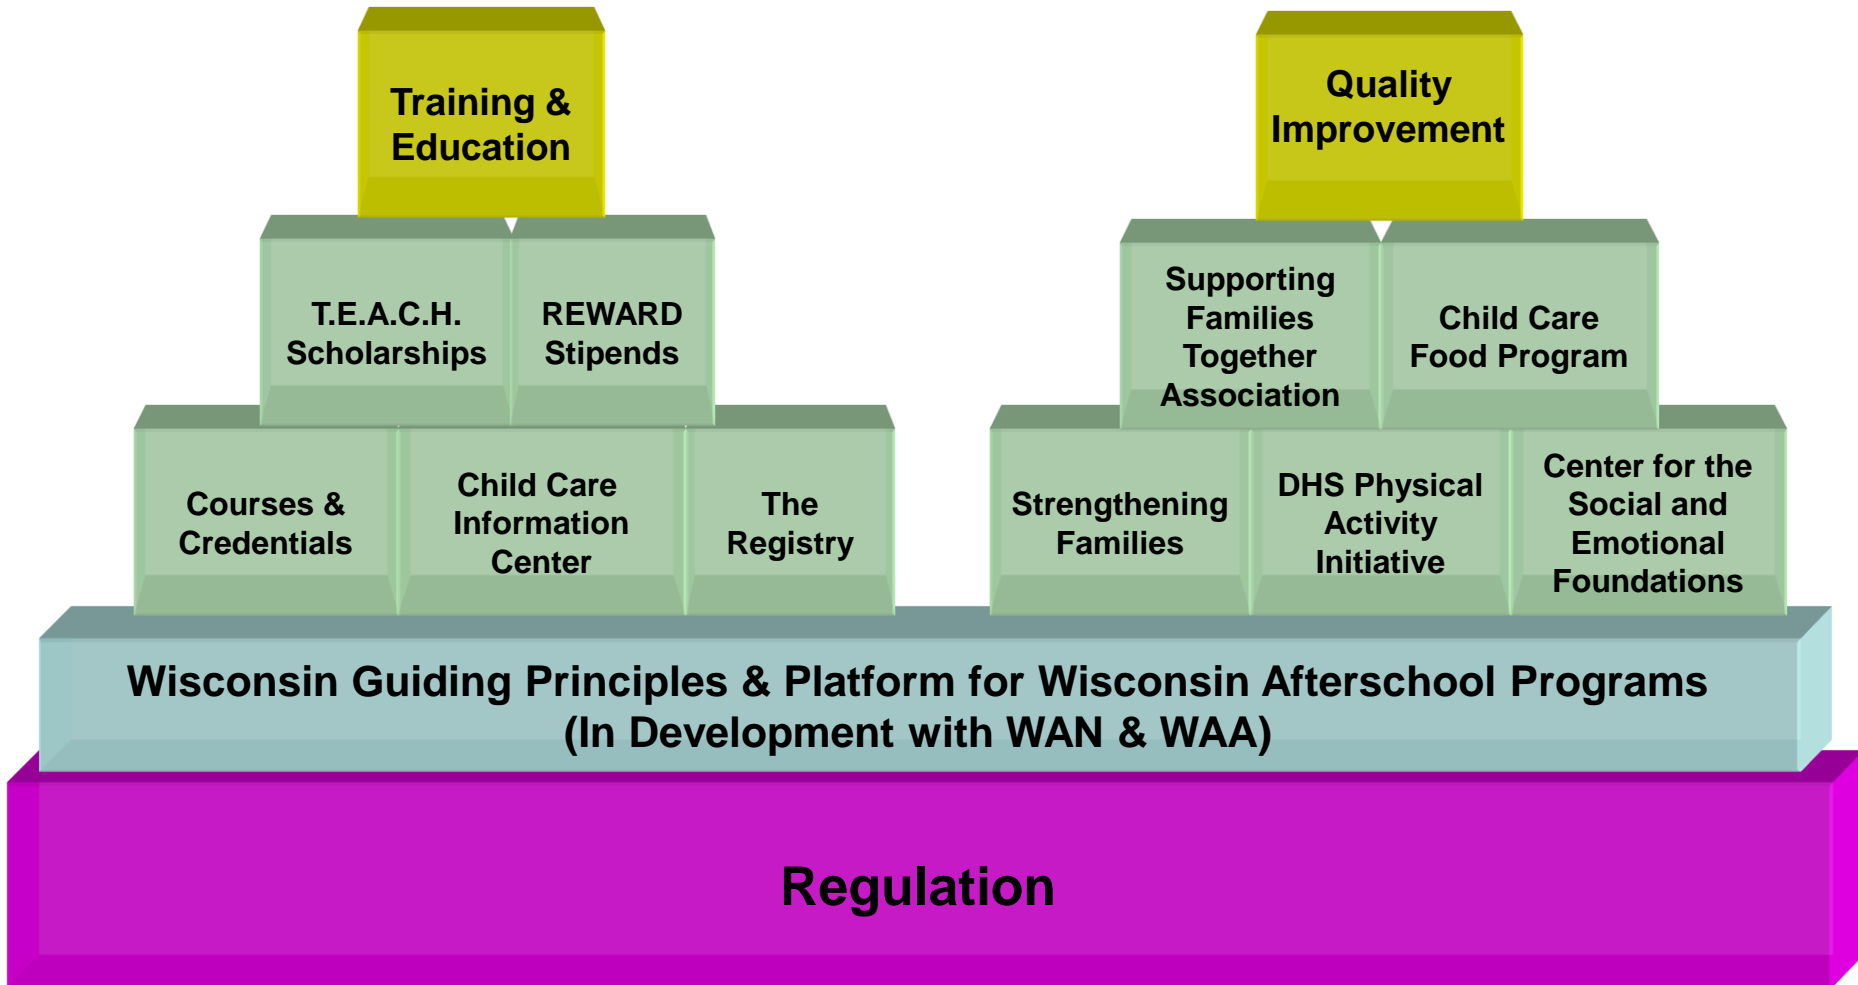 Training &
Education
Quality
Improvement
T.E.A.C.H.
Scholarships
REWARD
Stipends
Supporting
Families
Together
Association
Child Care
Food Program
Courses &
Credentials
Child Care
Information
Center
The
Registry
Strengthening
Families
DHS Physical
Activity
Initiative
Center for the
Social and
Emotional
Foundations
Wisconsin Guiding Principles & Platform for Wisconsin Afterschool Programs
(In Development with WAN & WAA)
Regulation